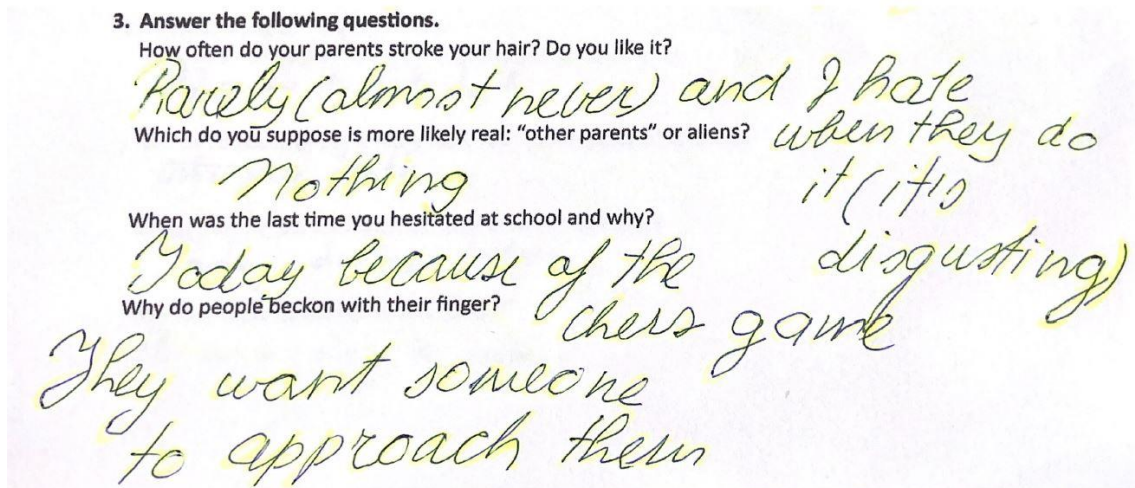 3. Answer the following questions.
How often do your parents stroke your hair? Do you like it?
Rarely (almost never) and I hate
when they do
it (it's
disgusting)
Which do you suppose is more likely real: “other parents” or aliens?
Nothing
When was the last time you hesitated at school and why?
Today because of the
chess game
Why do people beckon with their finger?
They want someone
to approach them